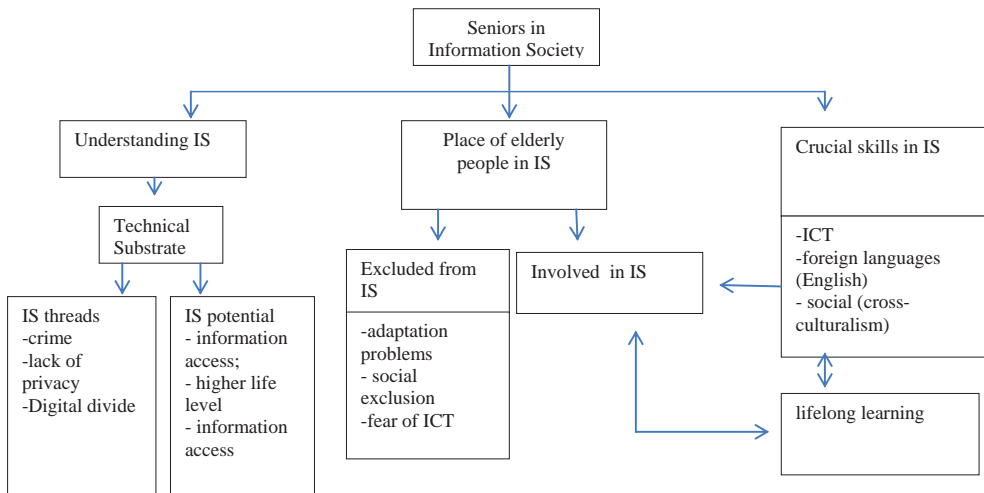 Seniors in
Information Society
Understanding IS
Place of elderly
people in IS
Crucial skills in IS
Technical
Substrate
-ICT
-foreign languages
(English)
- social (cross-
culturalism)
Excluded from
IS
Involved in IS
-adaptation
problems
- social
exclusion
-fear of ICT
IS threads
-crime
-lack of
privacy
-Digital divide
IS potential
- information
access;
- higher life
level
- information
access
lifelong learning